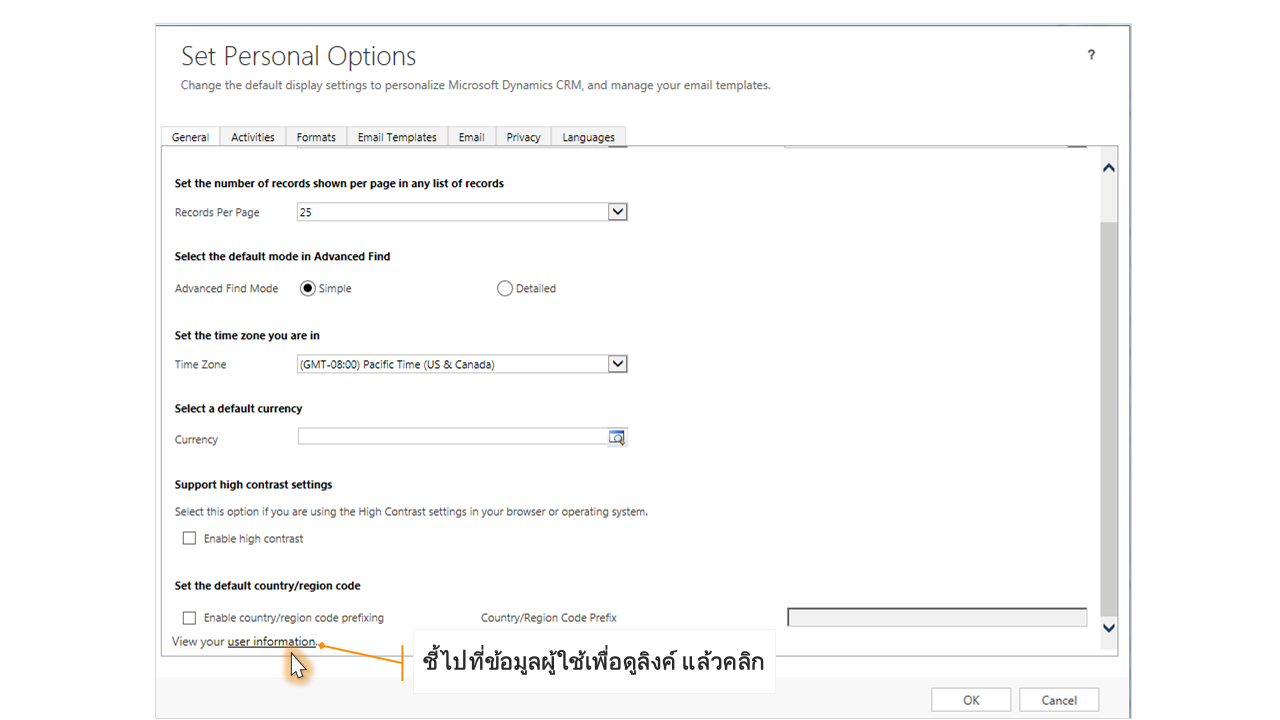 Set Personal Options
?
Change the default display settings to personalize Microsoft Dynamics CRM, and manage your email templates.
General Activities Formats Email Templates Email Privacy Languages
Set the number of records shown per page in any list of records
Records Per Page 25
Select the default mode in Advanced Find
Advanced Find Mode Simple Detailed
Set the time zone you are in
Time Zone (GMT-08:00) Pacific Time (US & Canada)
Select a default currency
Currency
Support high contrast settings
Select this option if you are using the High Contrast settings in your browser or operating system.
Enable high contrast
Set the default country/region code
Enable country/region code prefixing Country/Region Code Prefix
View your user information.
ชี้ไปที่ข้อมูลผู้ใช้เพื่อดูลิงค์ แล้วคลิก
OK Cancel